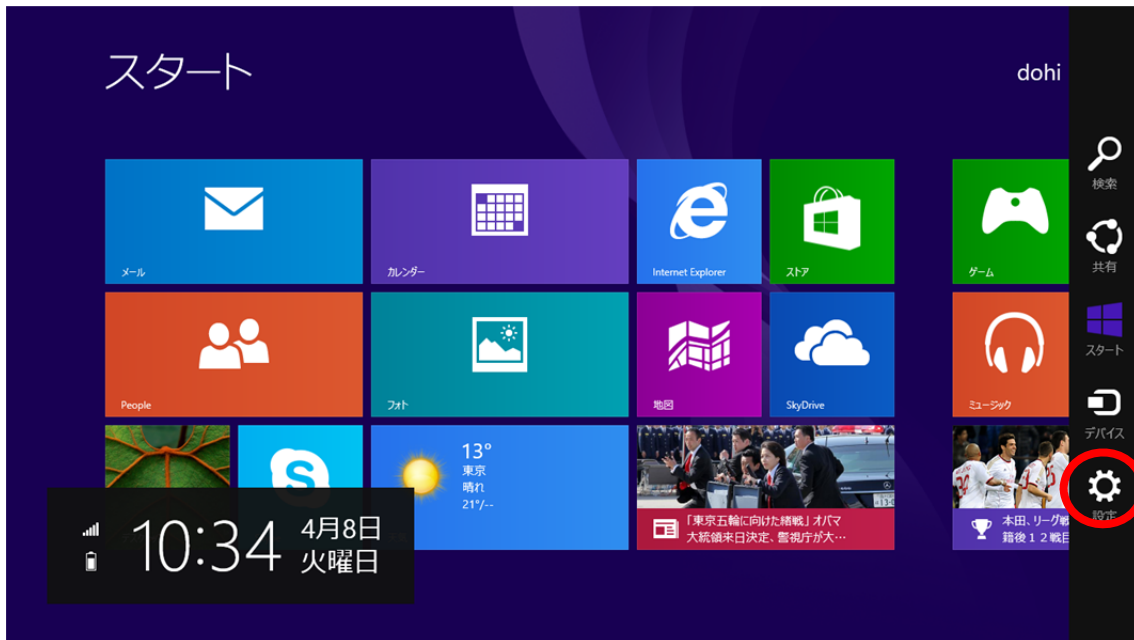 スタート
dohi
検索
共有
スタート
デバイス
設定
メール
カレンダー
Internet Explorer
ストア
ゲーム
People
フォト
地図
SkyDrive
ミュージック
13°
東京
晴れ
21°/--
「東京五輪に向けた緒戦」オバマ
大統領来日決定、警視庁が大…
本田、リーグ戦
籍後12戦目
10:34
4月8日
火曜日